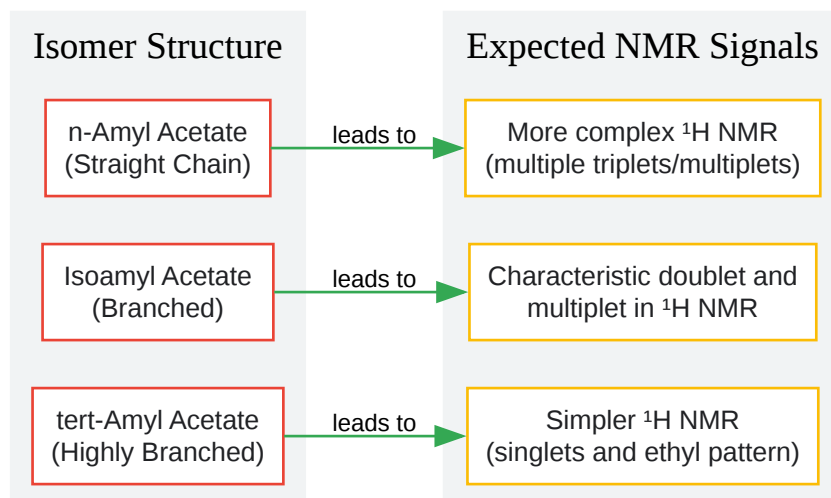 Isomer Structure
Expected NMR Signals
n-Amyl Acetate
(Straight Chain)
leads to
More complex ¹H NMR
(multiple triplets/multiplets)
Isoamyl Acetate
(Branched)
leads to
Characteristic doublet and
multiplet in ¹H NMR
tert-Amyl Acetate
(Highly Branched)
leads to
Simpler ¹H NMR
(singlets and ethyl pattern)